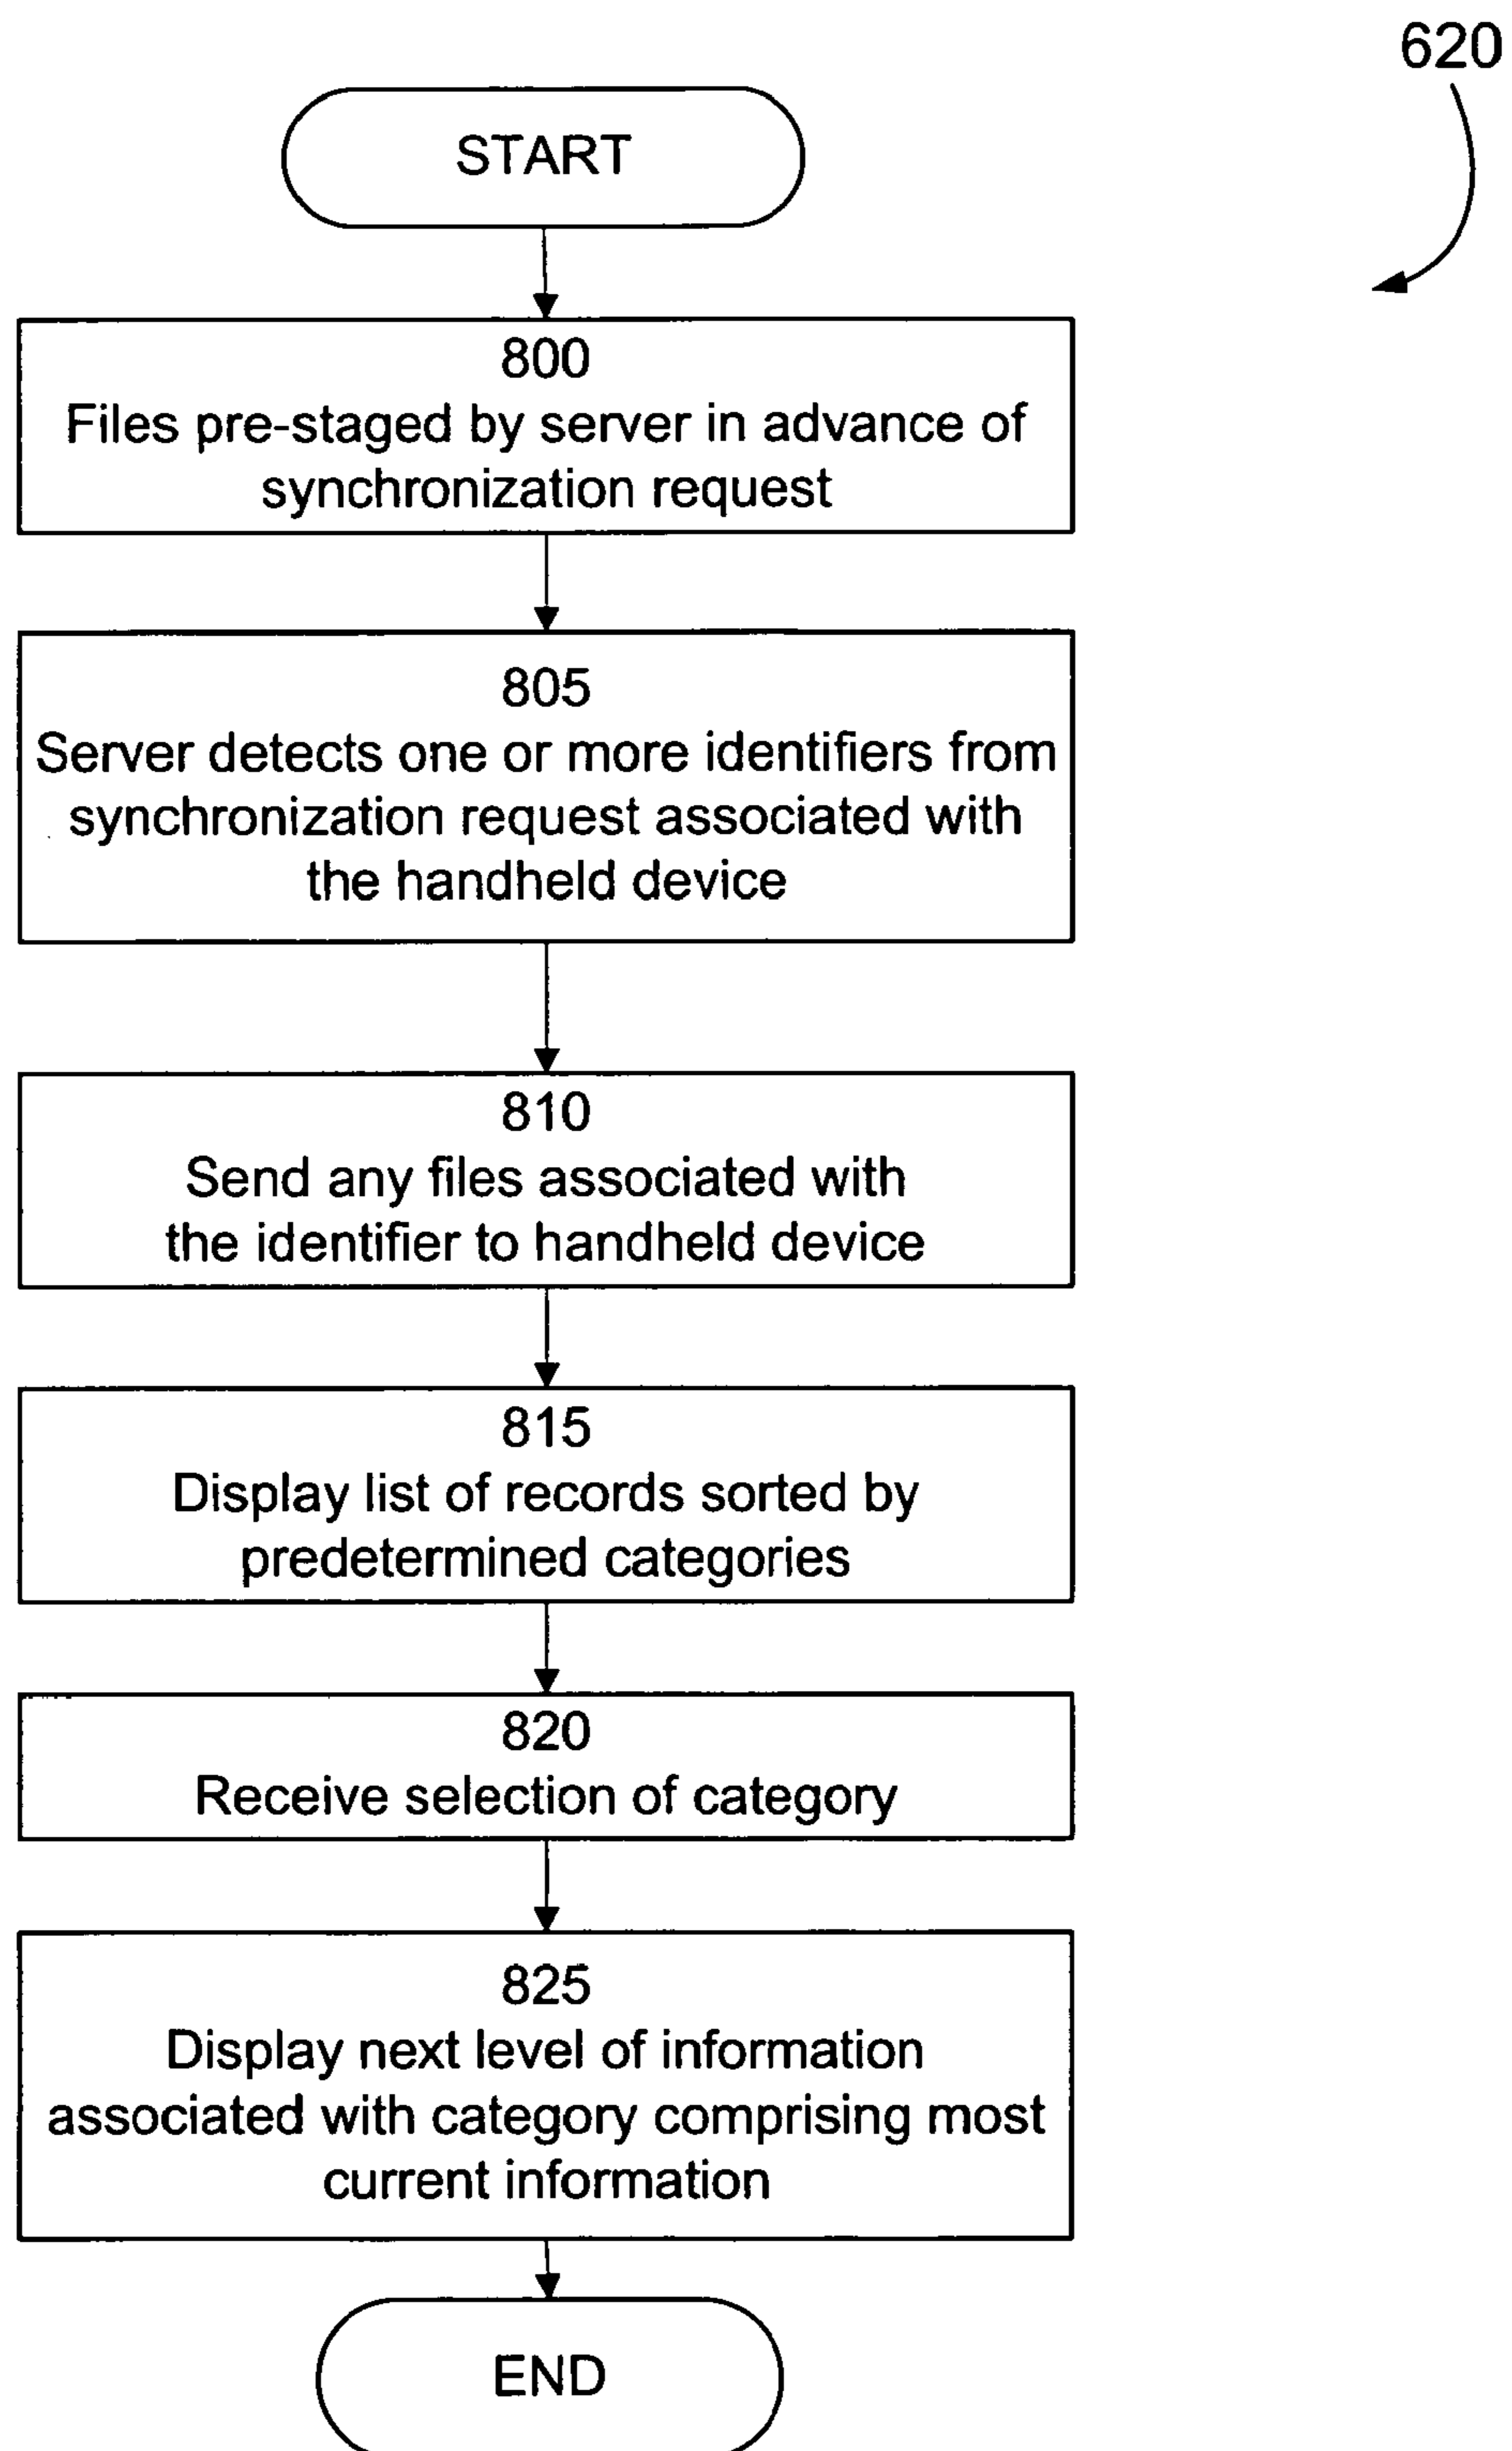 620
START
800
Files pre-staged by server in advance of
synchronization request
805
Server detects one or more identifiers from
synchronization request associated with
the handheld device
810
Send any files associated with
the identifier to handheld device
815
Display list of records sorted by
predetermined categories
820
Receive selection of category
825
Display next level of information
associated with category comprising most
current information
END